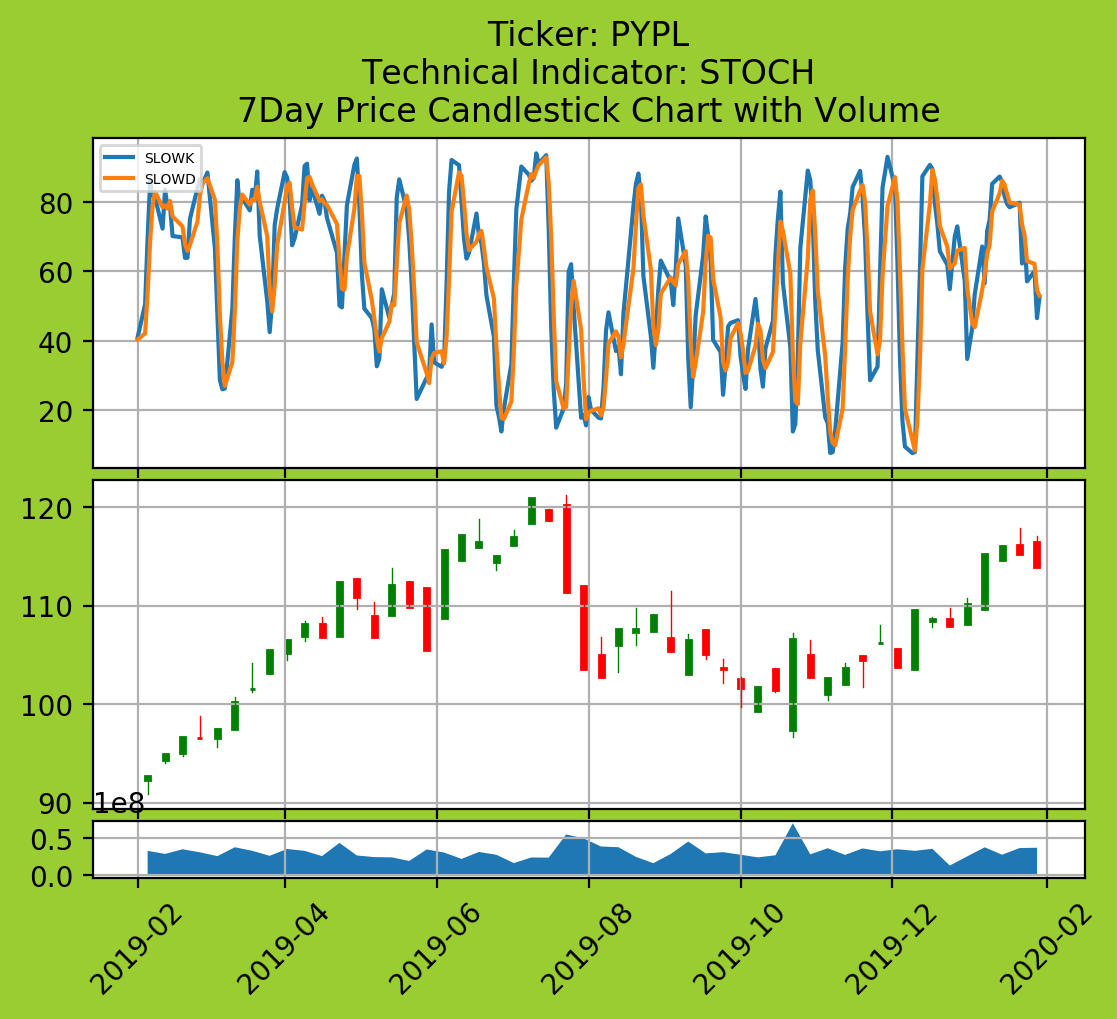 Ticker: PYPL
Technical Indicator: STOCH
7Day Price Candlestick Chart with Volume
SLOWK
SLOWD
80
60
40
20
120
110
100
90
1e8
0.5
0.0
2019-02
2019-04
2019-06
2019-08
2019-10
2019-12
2020-02